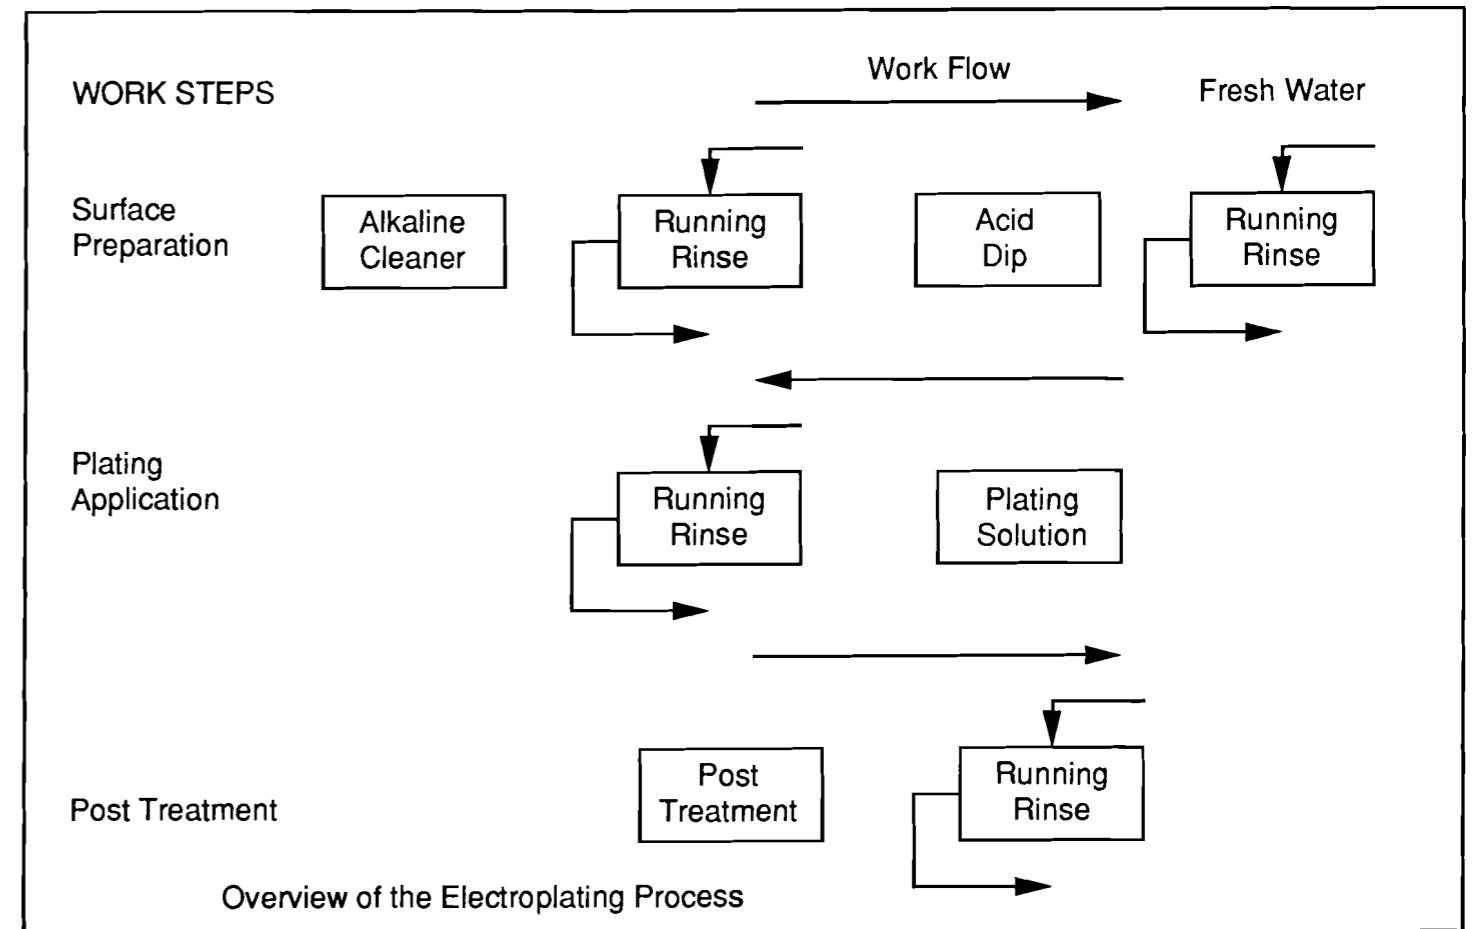 WORK STEPS
Work Flow
Fresh Water
Surface
Preparation
Alkaline
Cleaner
Running
Rinse
Acid
Dip
Running
Rinse
Plating
Application
Running
Rinse
Plating
Solution
Post Treatment
Post
Treatment
Running
Rinse
Overview of the Electroplating Process